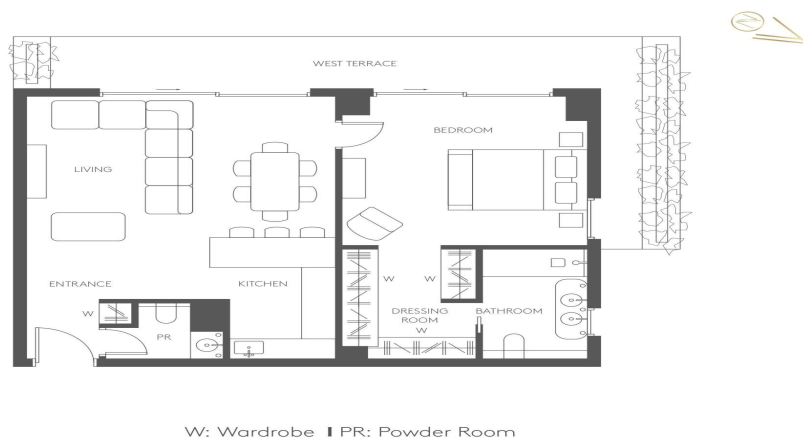 N
WEST TERRACE
BEDROOM
LIVING
ENTRANCE
KITCHEN
W
W
W
DRESSING
ROOM
BATHROOM
W
PR
W: Wardrobe I PR: Powder Room